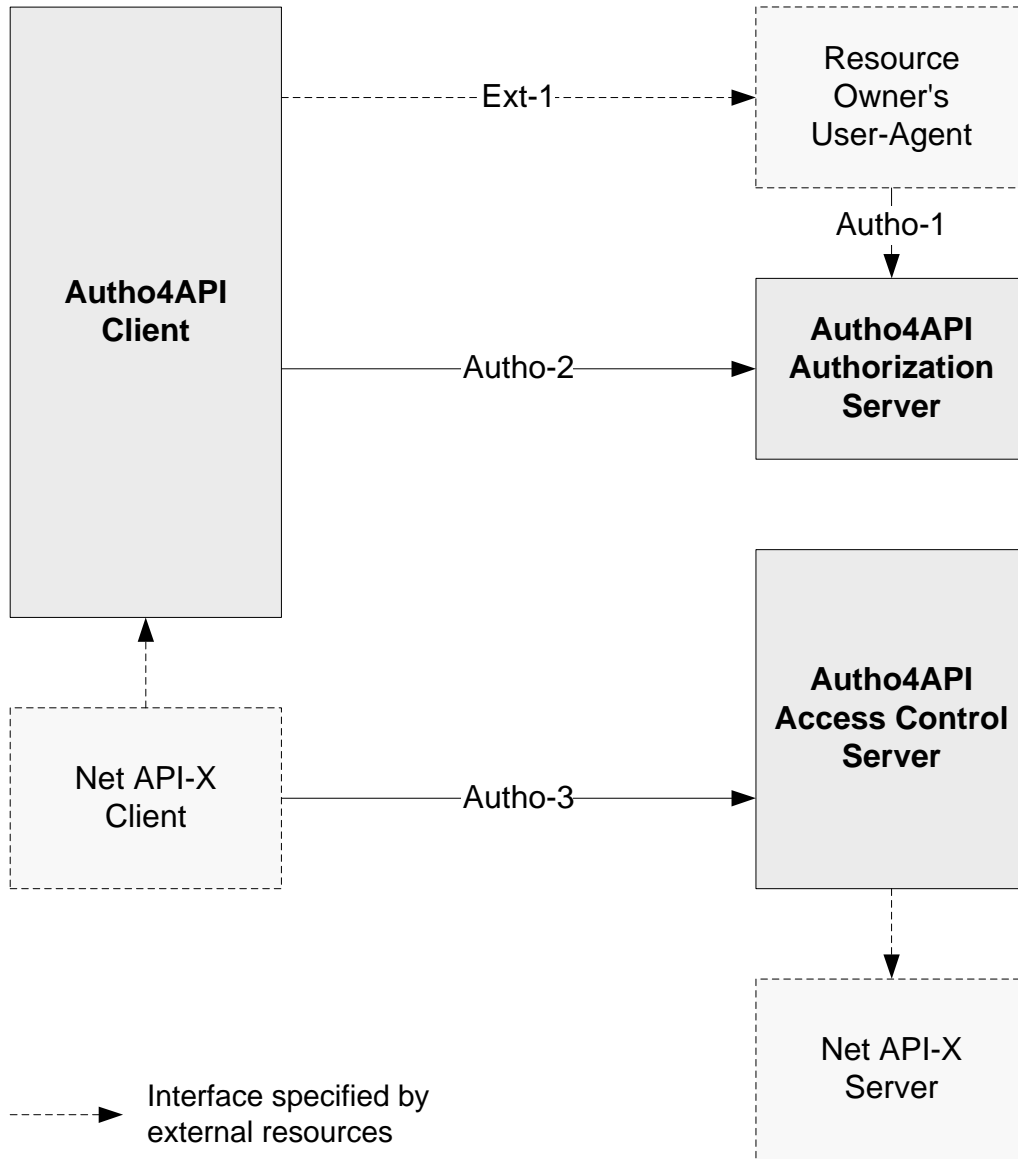 Resource
Owner's
User-Agent
Ext-1
Autho-1
Autho4API
Client
Autho4API
Authorization
Server
Autho-2
Autho4API
Access Control
Server
Net API-X
Client
Autho-3
Net API-X
Server
Interface specified by
external resources